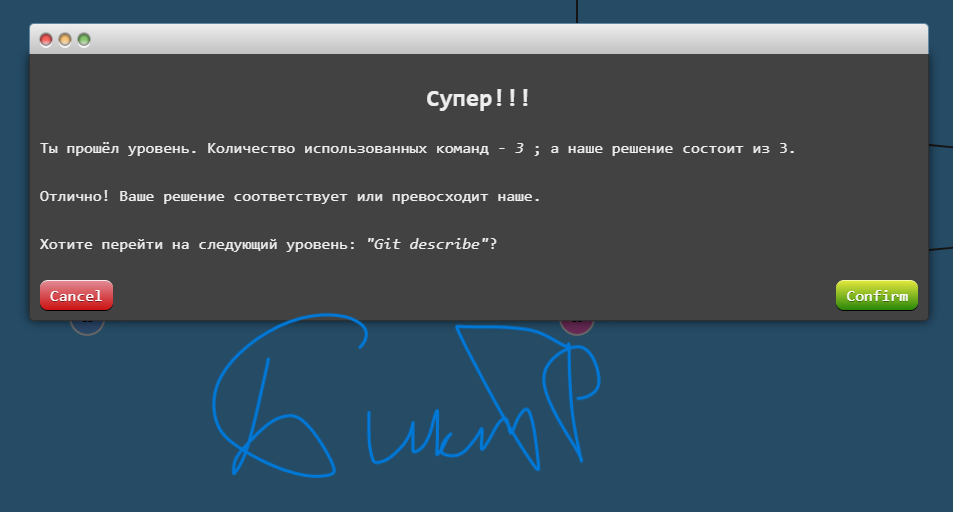 Супер!!!
Ты прошёл уровень. Количество использованных команд - 3 ; а наше решение состоит из 3.
Отлично! Ваше решение соответствует или превосходит наше.
Хотите перейти на следующий уровень: "Git describe"?
Cancel
Confirm